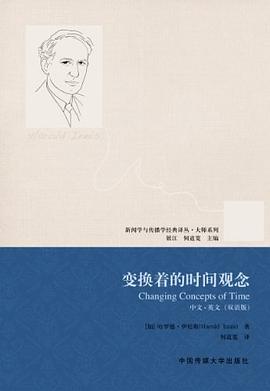 Harold Innis
新闻学与传播学经典译丛·大师系列
展江 何道宽 主编
变换着的时间观念
Changing Concepts of Time
中文·英文（双语版）
[加] 哈罗德·伊尼斯（Harold Innis） 著
何道宽 译
中国传媒大学出版社